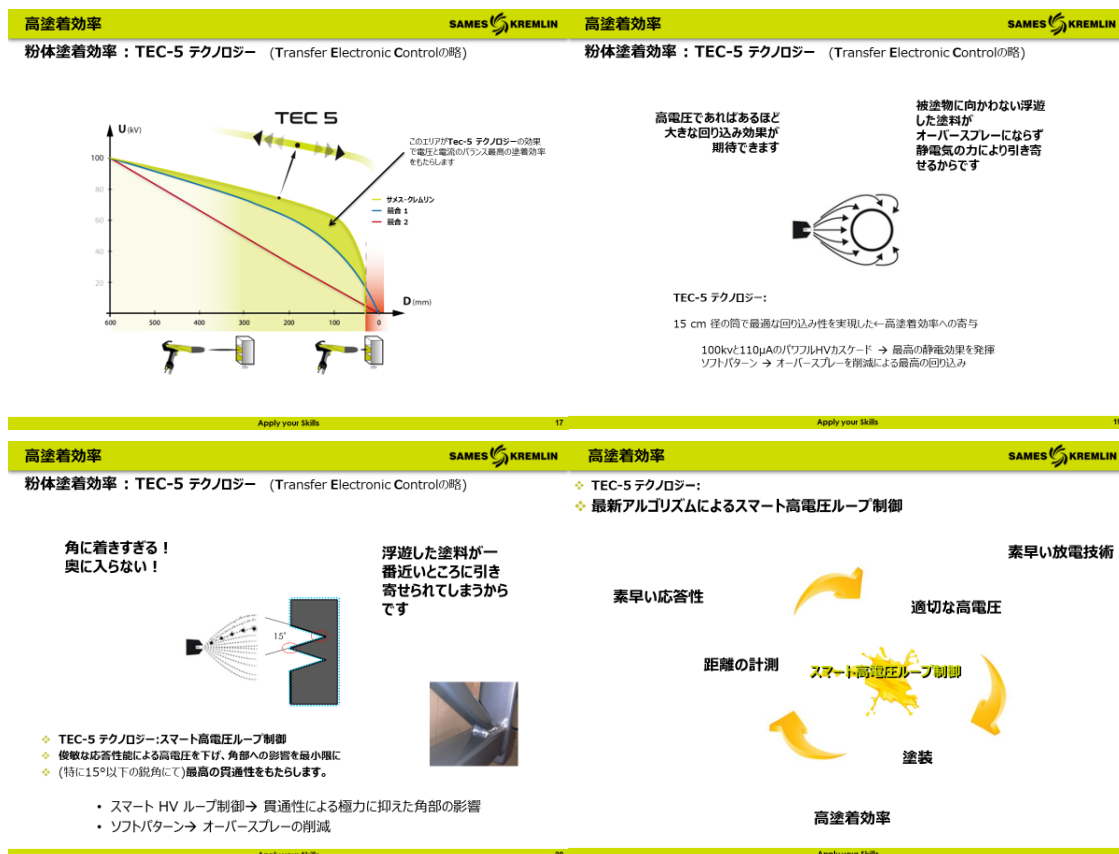 高塗着効率
SAMES KREMLIN
粉体塗着効率：TEC-5 テクノロジー (Transfer Electronic Controlの略)
TEC 5
U (kV)
このエリアがTec-5 テクノロジーの効果
で電圧と電流のバランス最高の塗着効率
をもたらします
100
80
60
40
20
0
サメス・クレムリン
競合 1
競合 2
D (mm)
600 500 400 300 200 100 0
Apply your Skills
17
高塗着効率
SAMES KREMLIN
粉体塗着効率：TEC-5 テクノロジー (Transfer Electronic Controlの略)
高電圧であればあるほど
大きな回り込み効果が
期待できます
被塗物に向かわない浮遊
した塗料が
オーバースプレーにならず
静電気の力により引き寄
せるからです
TEC-5 テクノロジー:
15 cm 径の筒で最適な回り込み性を実現した←高塗着効率への寄与
100kvと110μAのパワフルHVカスケード → 最高の静電効果を発揮
ソフトパターン → オーバースプレーを削減による最高の回り込み
Apply your Skills
高塗着効率
SAMES KREMLIN
粉体塗着効率：TEC-5 テクノロジー (Transfer Electronic Controlの略)
角に着きすぎる！
奥に入らない！
浮遊した塗料が一
番近いところに引き
寄せられてしまうから
です
15°
❖ TEC-5 テクノロジー:スマート高電圧ループ制御
❖ 俊敏な応答性能による高電圧を下げ、角部への影響を最小限に
❖ (特に15°以下の鋭角にて)最高の貫通性をもたらします。
• スマート HV ループ制御→ 貫通性による極力に抑えた角部の影響
• ソフトパターン→ オーバースプレーの削減
Apply your Skills
20
高塗着効率
SAMES KREMLIN
❖ TEC-5 テクノロジー:
❖ 最新アルゴリズムによるスマート高電圧ループ制御
素早い放電技術
素早い応答性
適切な高電圧
距離の計測
スマート高電圧ループ制御
塗装
高塗着効率
Apply your Skills